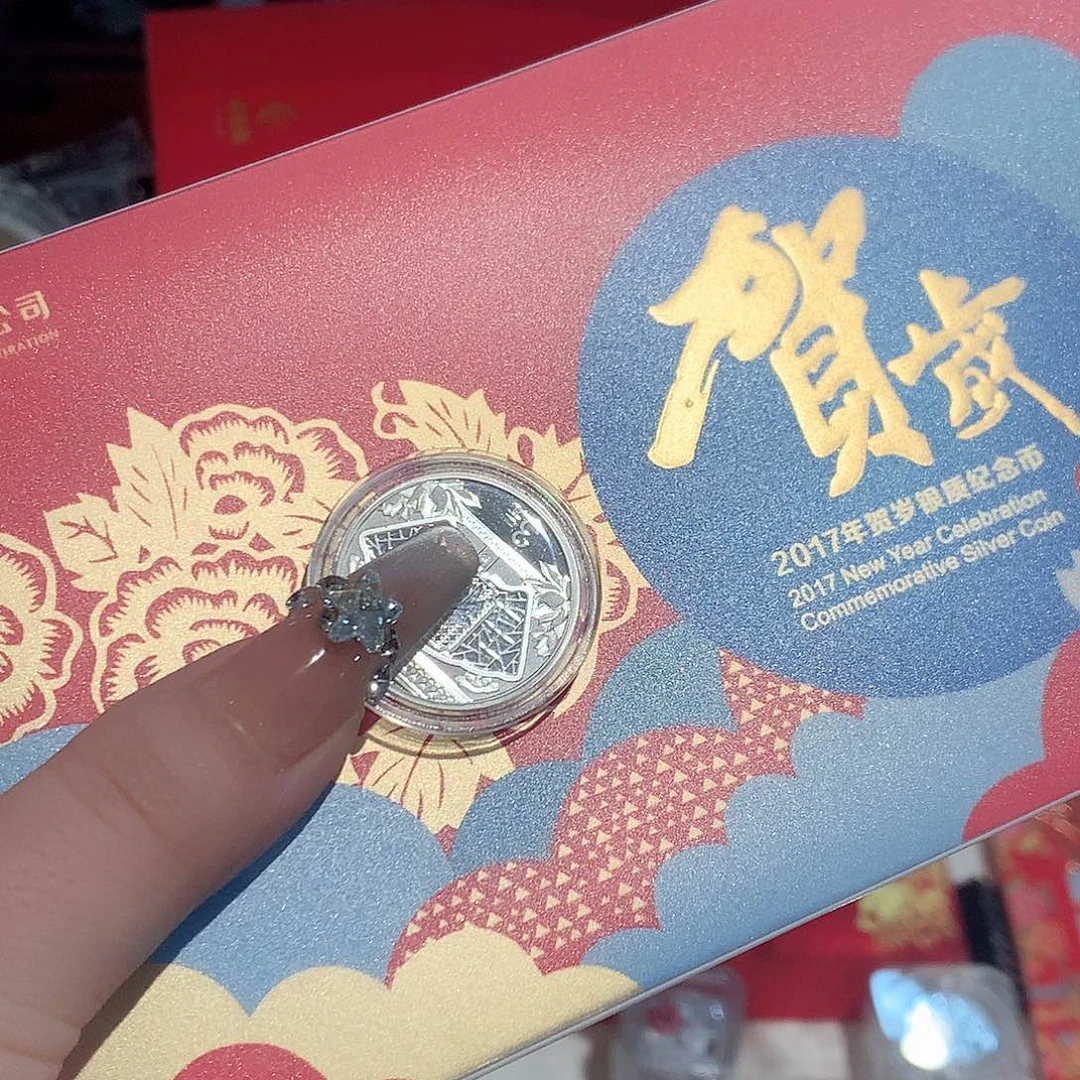 公司
贺歲
2017年贺岁银质纪念币
2017 New Year Celebration
Commemorative Silver Coin